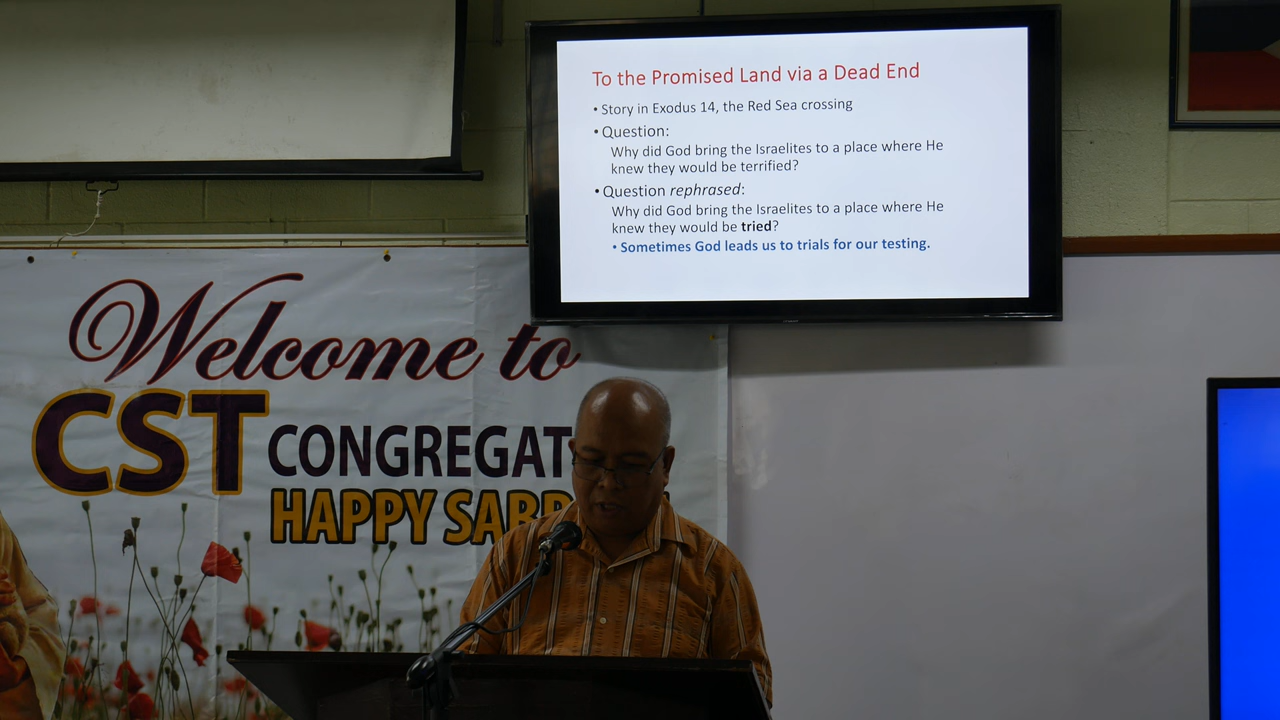 To the Promised Land via a Dead End
• Story in Exodus 14, the Red Sea crossing
• Question:
Why did God bring the Israelites to a place where He
knew they would be terrified?
• Question rephrased:
Why did God bring the Israelites to a place where He
knew they would be tried?
• Sometimes God leads us to trials for our testing.
Welcome to
CST
CONGREGAT
HAPPY SABB